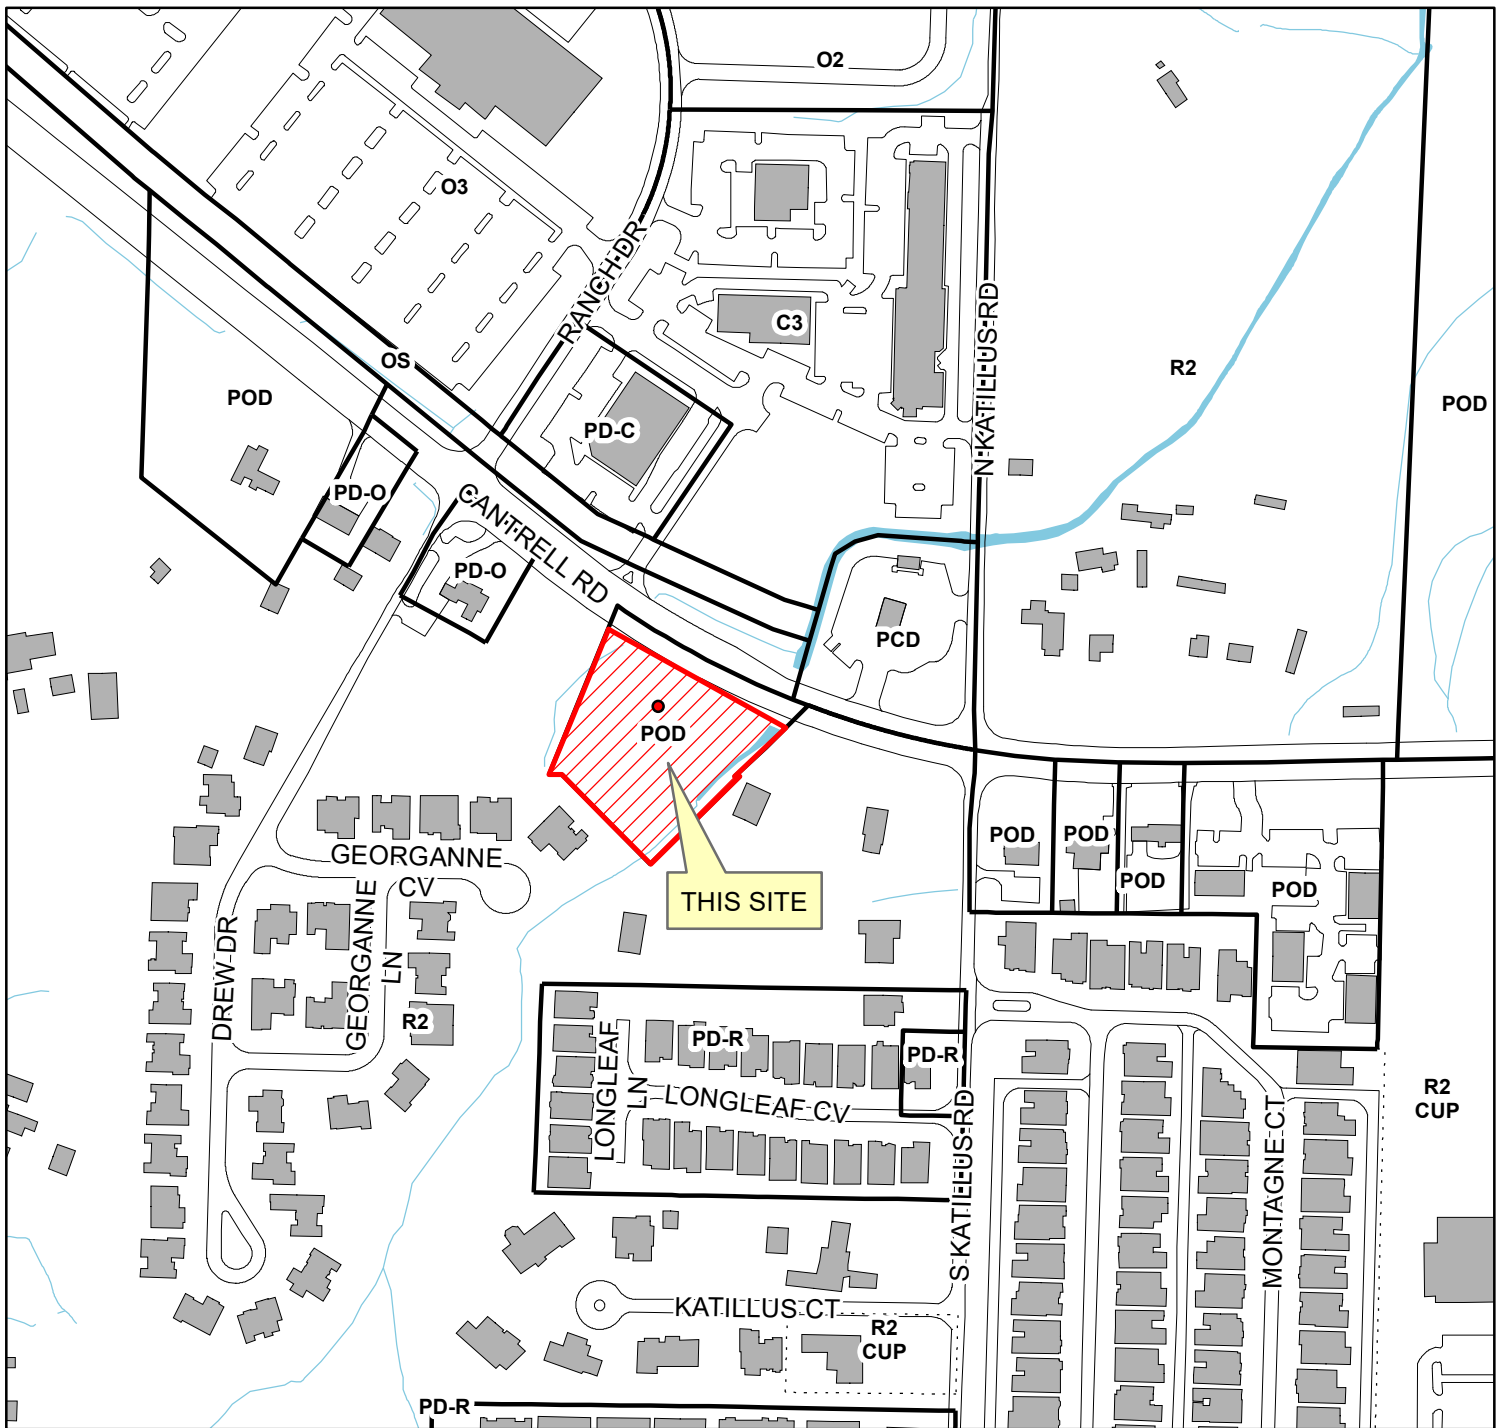 O2
O3
RANCH DR
C3
N KATILLUS RD
R2
OS
POD
POD
PD-C
PD-O
CANTRELL RD
PD-O
PCD
POD
THIS SITE
POD
POD
POD
POD
GEORGANNE
CV
GEORGANNE
LN
DREW DR
R2
PD-R
PD-R
LONGLEAF
LN
LONGLEAF CV
S KATILLUS RD
MONTAGNE CT
R2
CUP
KATILLUS CT
R2
CUP
PD-R